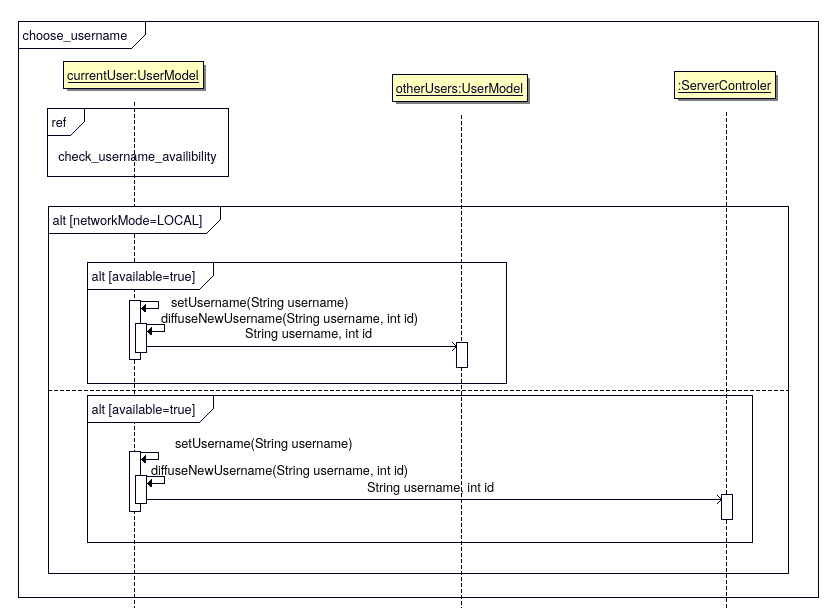 choose_username
currentUser:UserModel
otherUsers:UserModel
:ServerControler
ref
check_username_availibility
alt [networkMode=LOCAL]
alt [available=true]
setUsername(String username)
diffuseNewUsername(String username, int id)
String username, int id
alt [available=true]
setUsername(String username)
diffuseNewUsername(String username, int id)
String username, int id